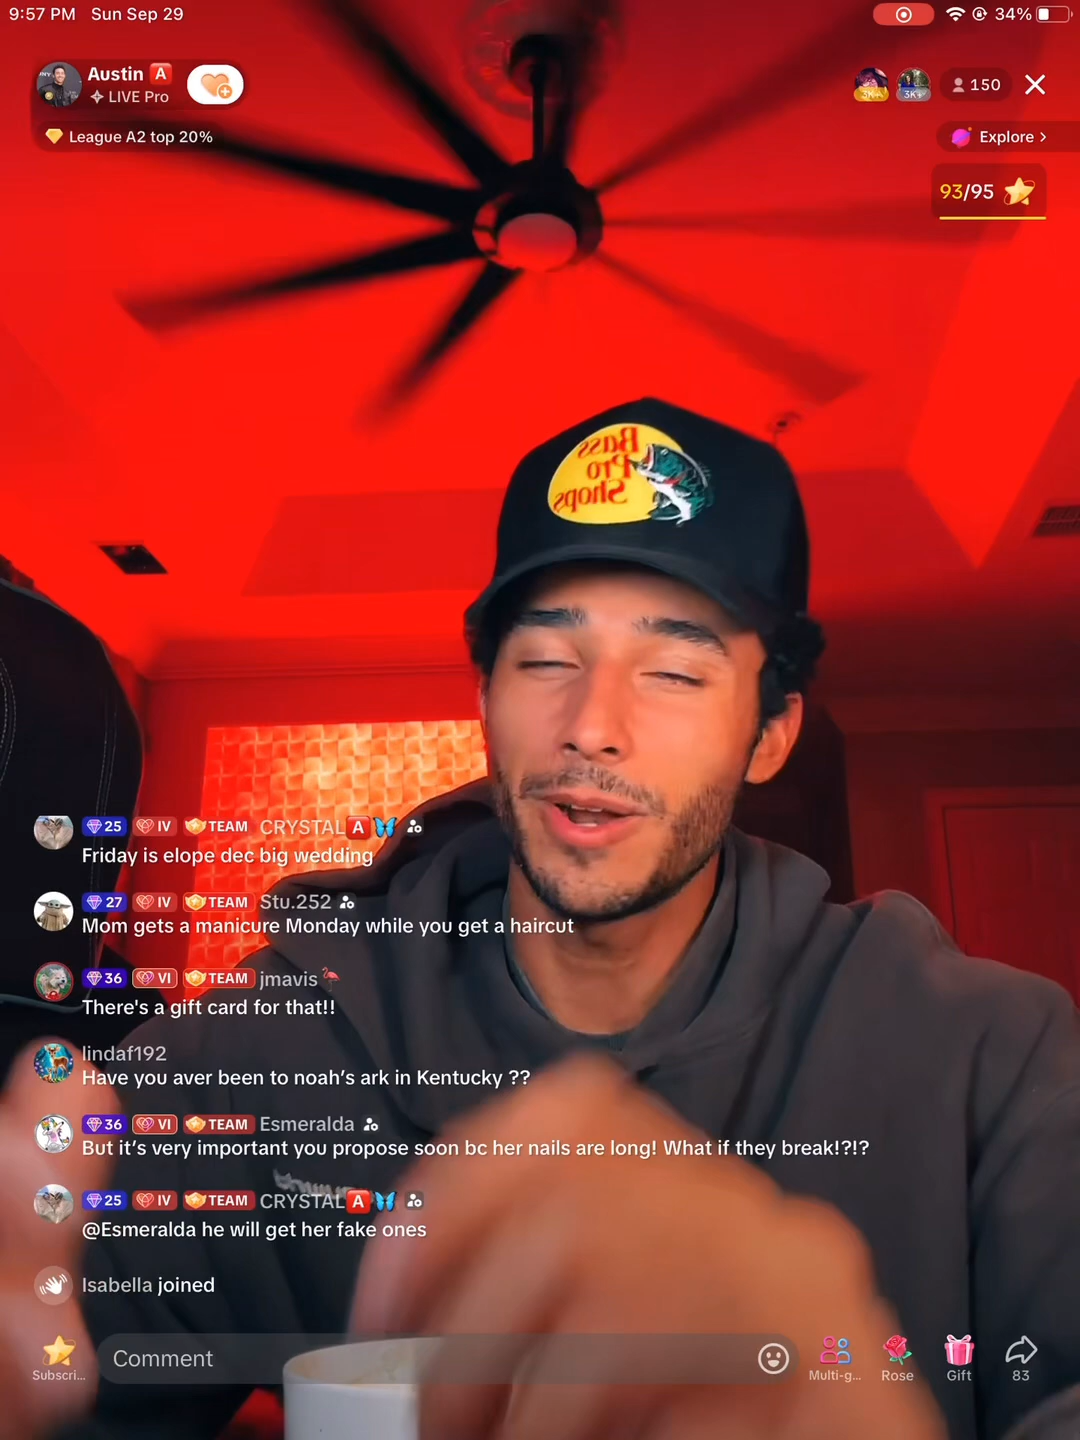 9:57 PM Sun Sep 29
34%
Austin A
LIVE Pro
3K+
3K+
150
League A2 top 20%
Explore >
93/95
Bass
Pro
Shops
25 IV TEAM CRYSTAL A
Friday is elope dec big wedding
27 IV TEAM Stu.252
Mom gets a manicure Monday while you get a haircut
36 VI TEAM jmavis
There's a gift card for that!!
lindaf192
Have you aver been to noah's ark in Kentucky ??
36 VI TEAM Esmeralda
But it's very important you propose soon bc her nails are long! What if they break!?!?
25 IV TEAM CRYSTAL A
@Esmeralda he will get her fake ones
Isabella joined
Comment
Subscri...
Multi-g...
Rose
Gift
83